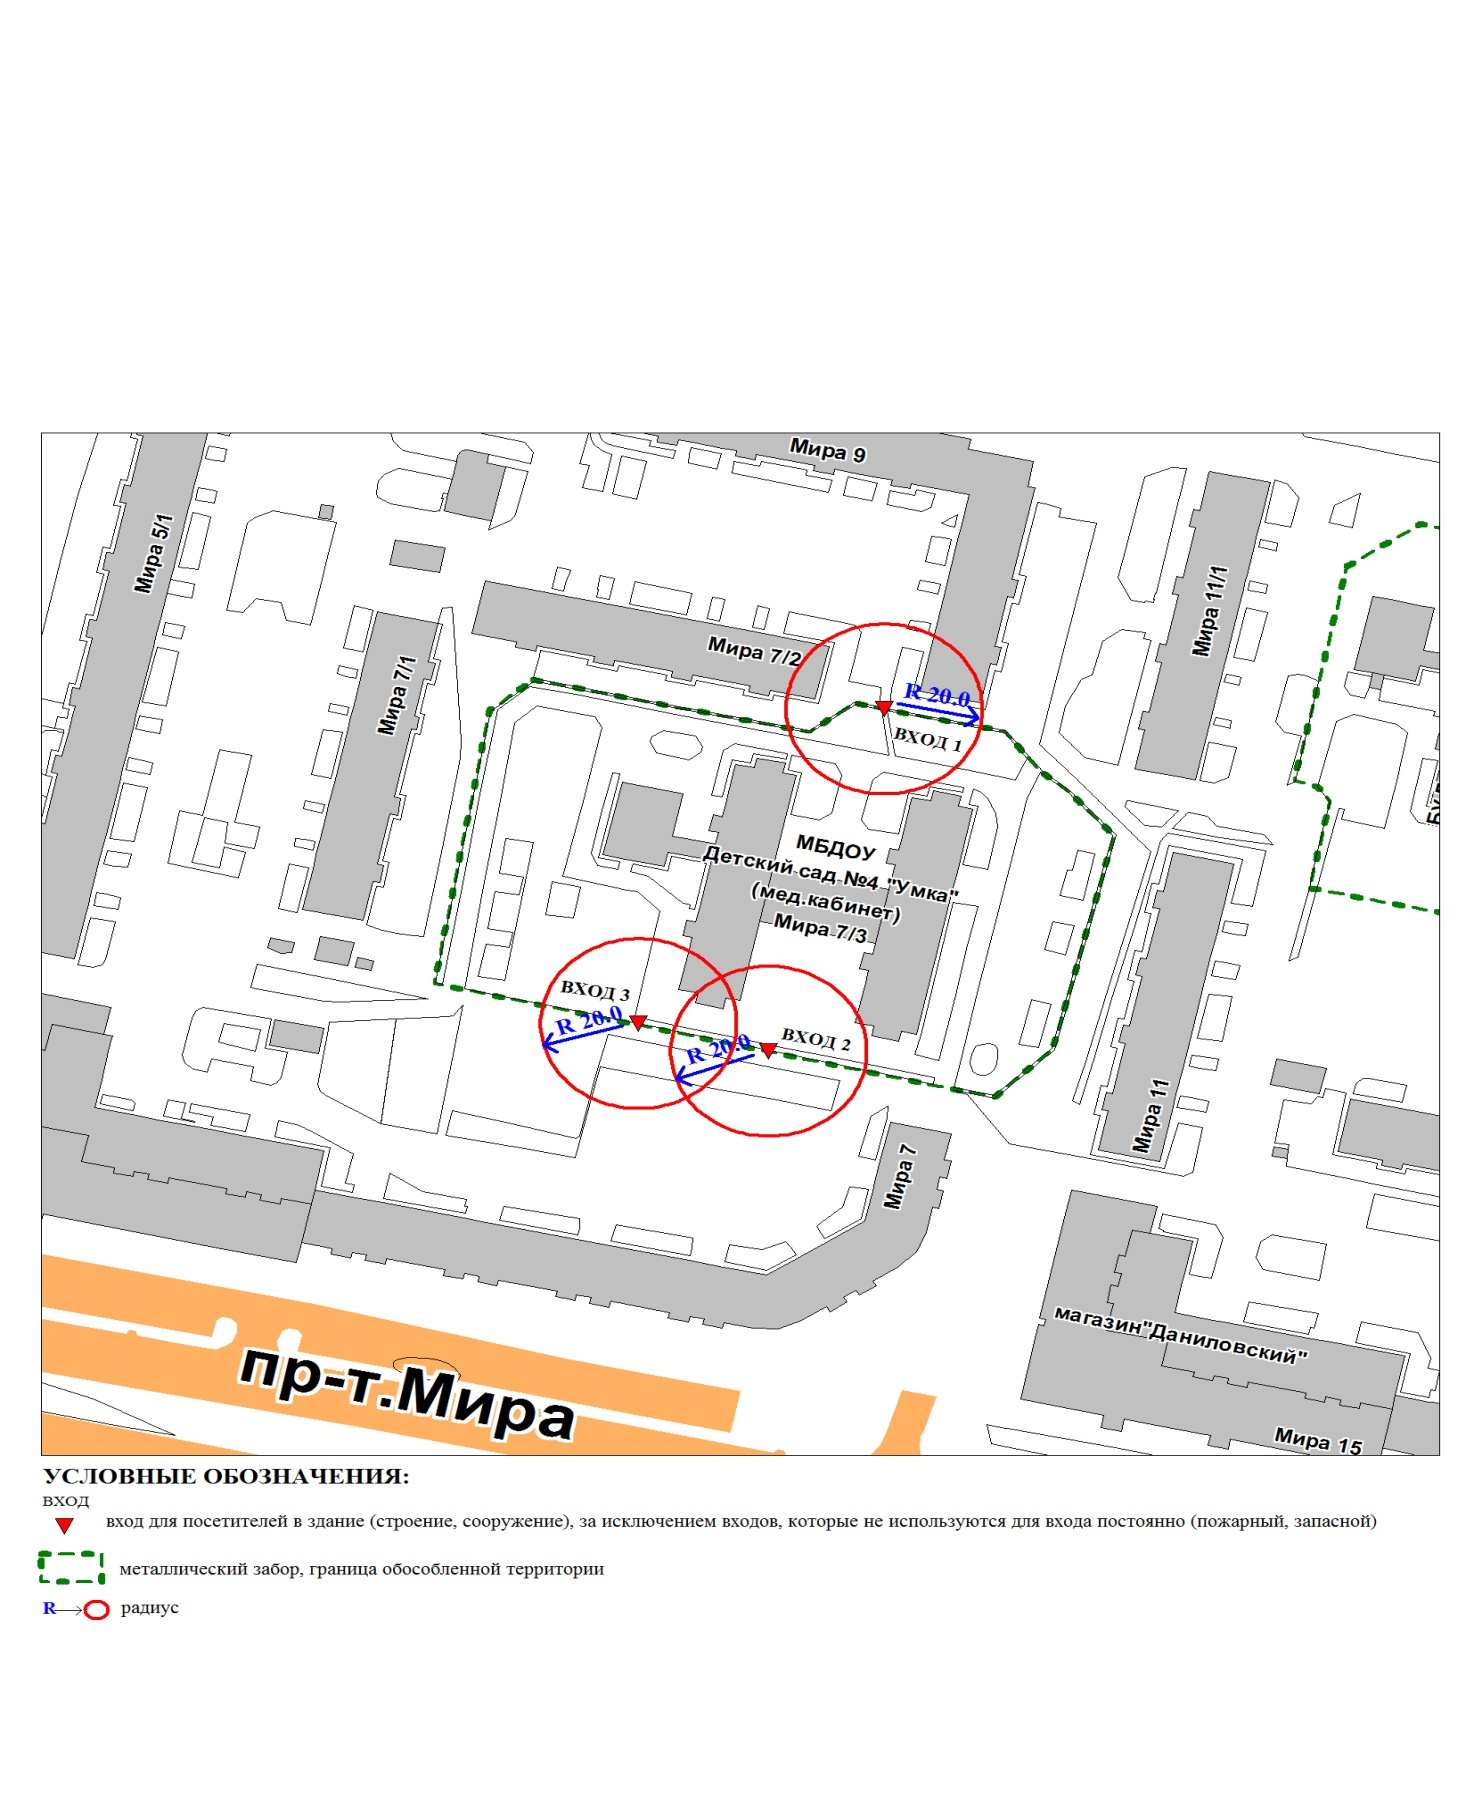 Мира 9
Мира 5/1
Мира 11/1
Мира 7/2
Мира 7/1
R 20.0
ВХОД 1
МБДОУ
Детский сад №4 "Умка"
(мед.кабинет)
Мира 7/3
ВХОД 3
R 20.0
ВХОД 2
R 20.0
Мира 11
Мира 7
магазин"Даниловский"
пр-т.Мира
Мира 15
УСЛОВНЫЕ ОБОЗНАЧЕНИЯ:
ВХОД
вход для посетителей в здание (строение, сооружение), за исключением входов, которые не используются для входа постоянно (пожарный, запасной)
металлический забор, граница обособленной территории
R радиус